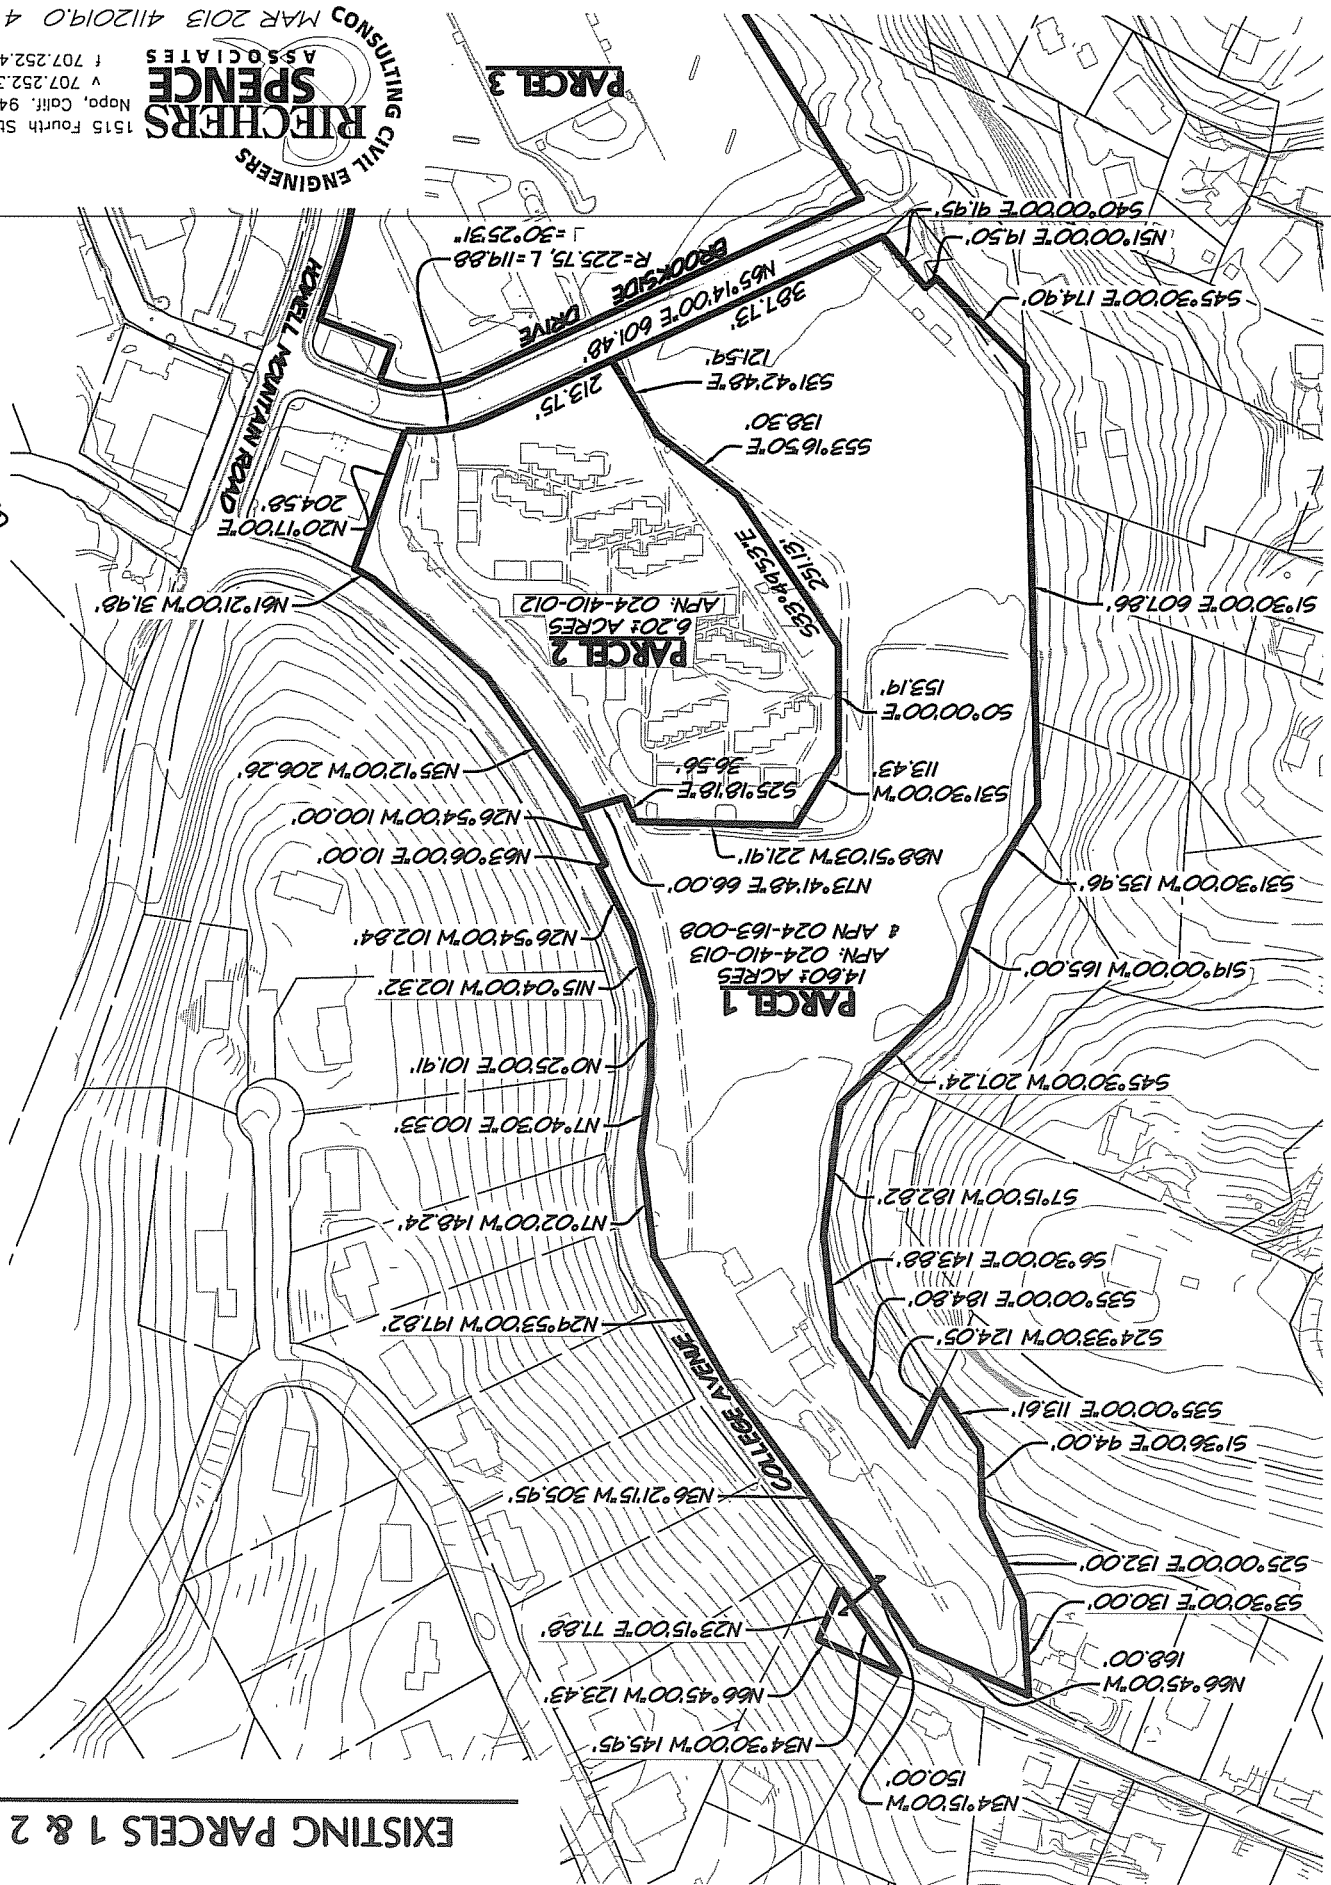 EXISTING PARCELS 1 & 2
N34°15'00"W
150.00'
N34°30'00"W 145.95'
N66°45'00"W 123.43'
N66°45'00"W
168.00'
N23°15'00"E 77.88'
S3°30'00"E 130.00'
S25°00'00"E 132.00'
N36°21'15"W 305.95'
S1°36'00"E 94.00'
S35°00'00"E 113.61'
COLLEGE AVENUE
S24°33'00"W 124.05'
N29°53'00"W 197.82'
S35°00'00"E 184.80'
S6°30'00"E 143.88'
N7°02'00"W 148.24'
S7°15'00"W 182.82'
N7°40'30"E 100.33'
S45°30'00"W 207.24'
N0°25'00"E 101.91'
PARCEL 1
14.60± ACRES
APN. 024-410-013
& APN 024-163-008
N15°04'00"W 102.32'
S19°00'00"W 165.00'
N26°54'00"W 102.84'
N73°41'48"E 66.00'
S31°30'00"W 135.96'
N63°06'00"E 10.00'
N88°51'03"W 221.91'
N26°54'00"W 100.00'
S25°18'18"E
36.56'
S31°30'00"W
113.43'
N35°12'00"W 206.26'
S0°00'00"E
153.19'
PARCEL 2
6.20± ACRES
APN. 024-410-012
S33°49'53"E
251.13'
S1°30'00"E 607.86'
N61°21'00"W 31.98'
N20°17'00"E
204.58'
HOWELL MOUNTAIN ROAD
S53°16'50"E
138.30'
S31°42'48"E
121.59'
213.75'
387.73'
N65°14'00"E 601.48'
BROOKSIDE DRIVE
S45°30'00"E 174.90'
N51°00'00"E 19.50'
S40°00'00"E 91.95'
R=225.75, L=119.88
=30°25'31"
PARCEL 3
CONSULTING CIVIL ENGINEERS
RIECHERS
SPENCE
ASSOCIATES
1515 Fourth St
Napa, Calif. 94
v 707.252.3
f 707.252.4
MAR 2013 4112019.0 4